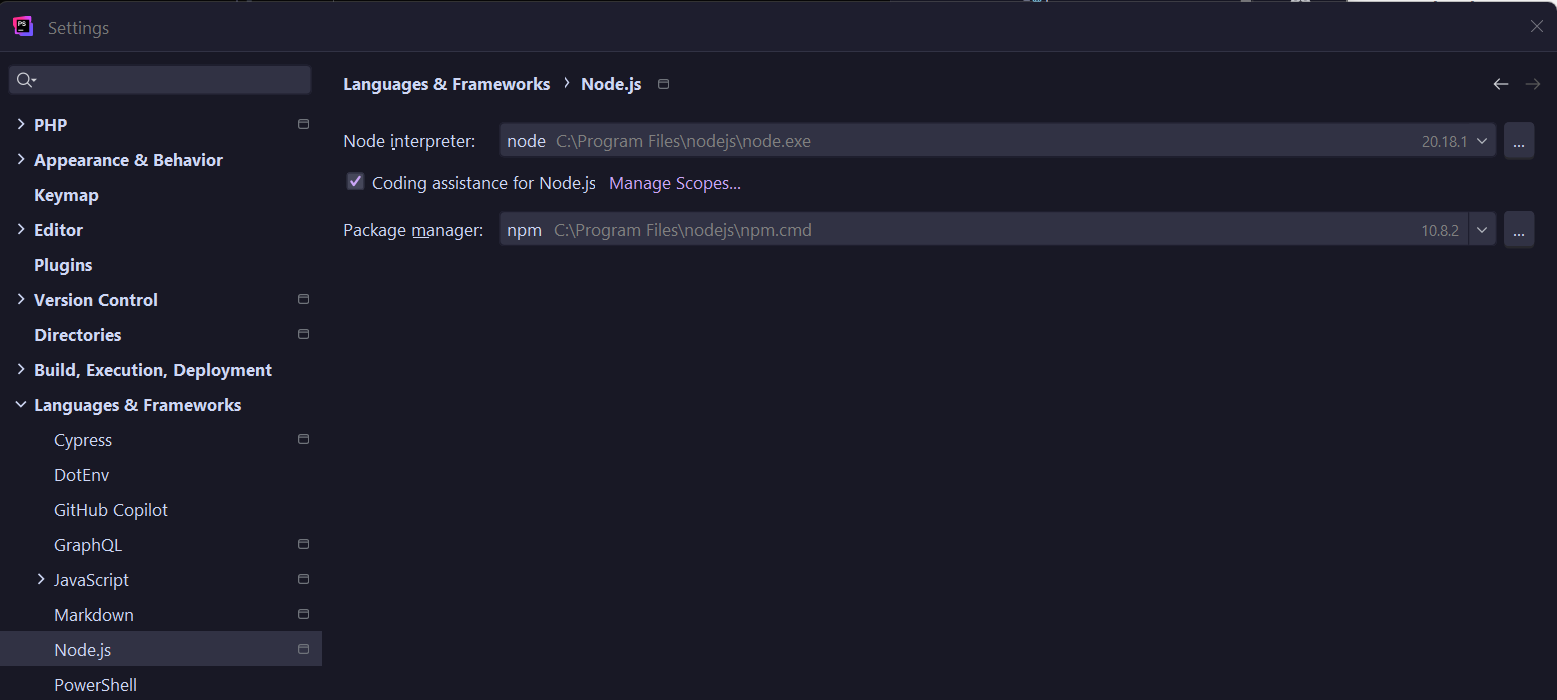 PS Settings
Languages & Frameworks › Node.js
PHP
Appearance & Behavior
Keymap
Editor
Plugins
Version Control
Directories
Build, Execution, Deployment
Languages & Frameworks
Cypress
DotEnv
GitHub Copilot
GraphQL
JavaScript
Markdown
Node.js
PowerShell
Node interpreter: node C:\Program Files\nodejs\node.exe 20.18.1 ...
Coding assistance for Node.js Manage Scopes...
Package manager: npm C:\Program Files\nodejs\npm.cmd 10.8.2 ...